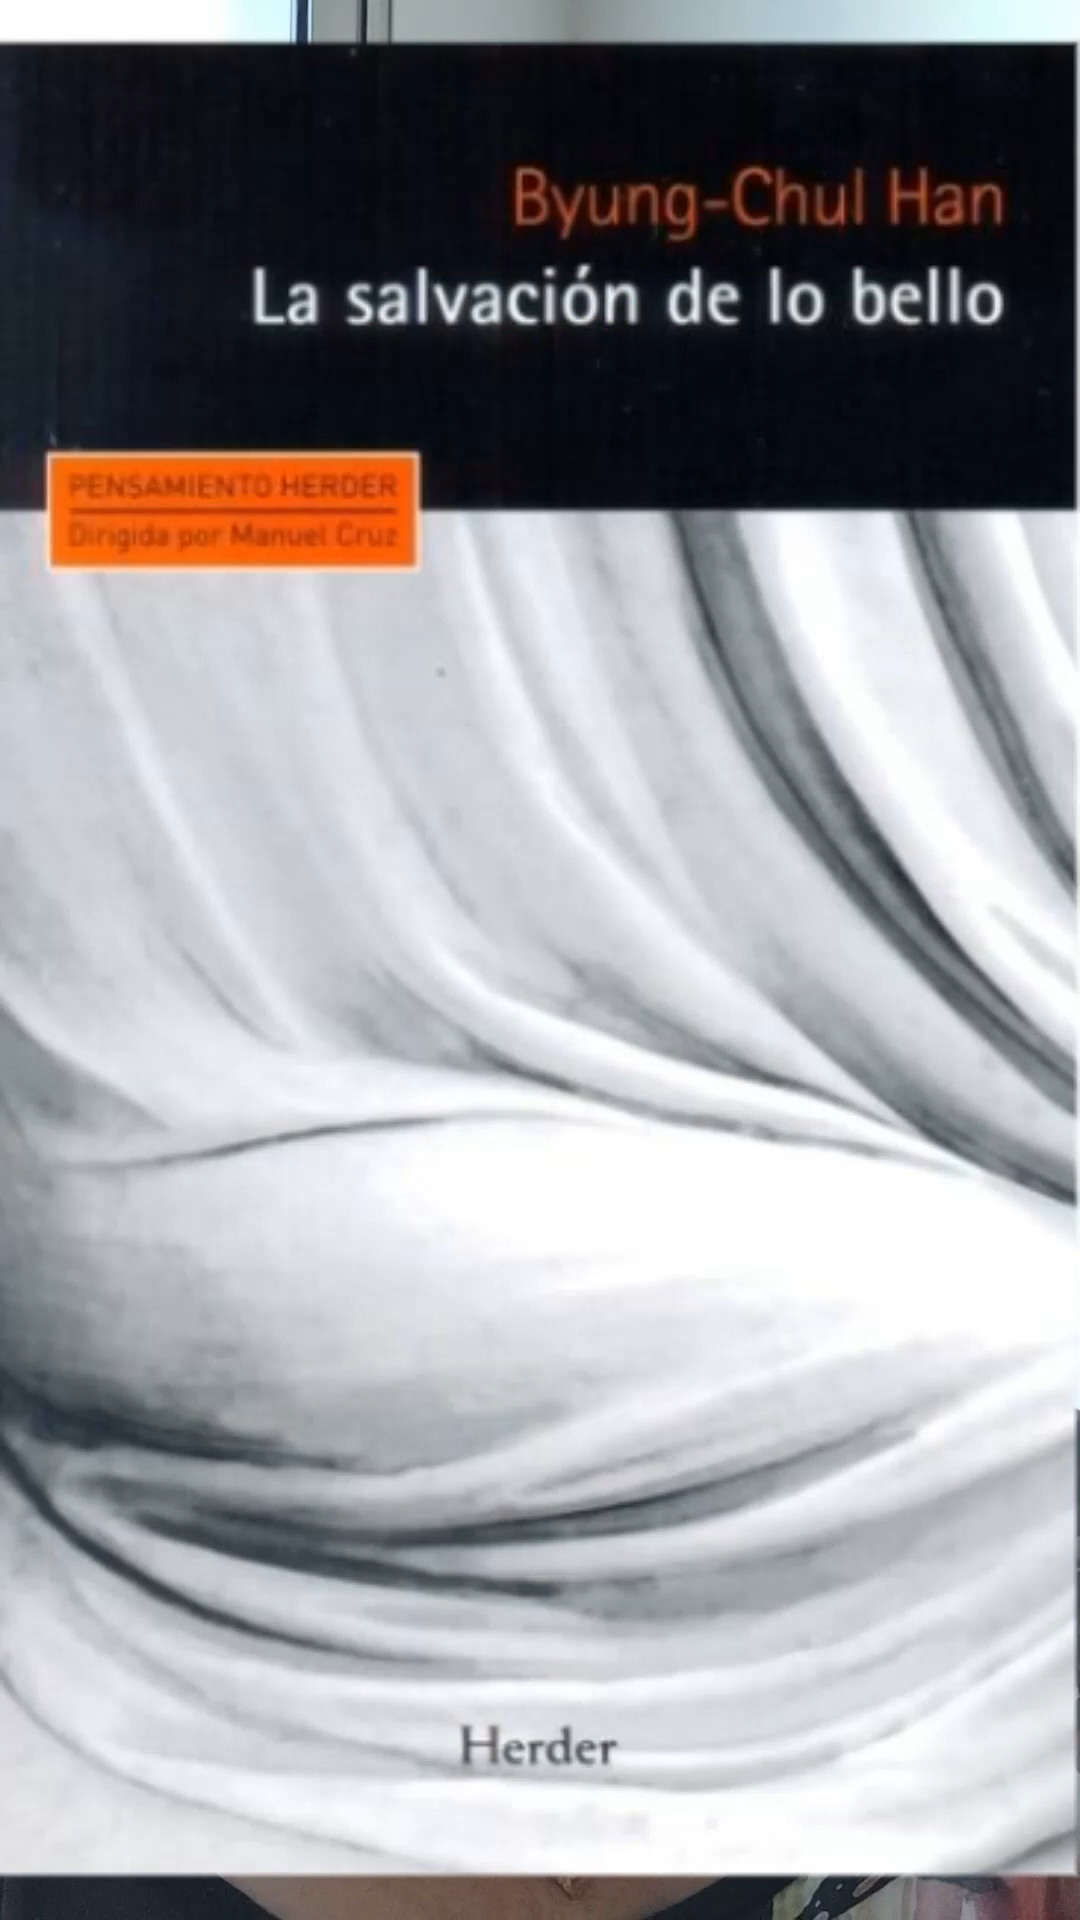 Byung-Chul Han
La salvación de lo bello
PENSAMIENTO HERDER
Dirigida por Manuel Cruz
Herder